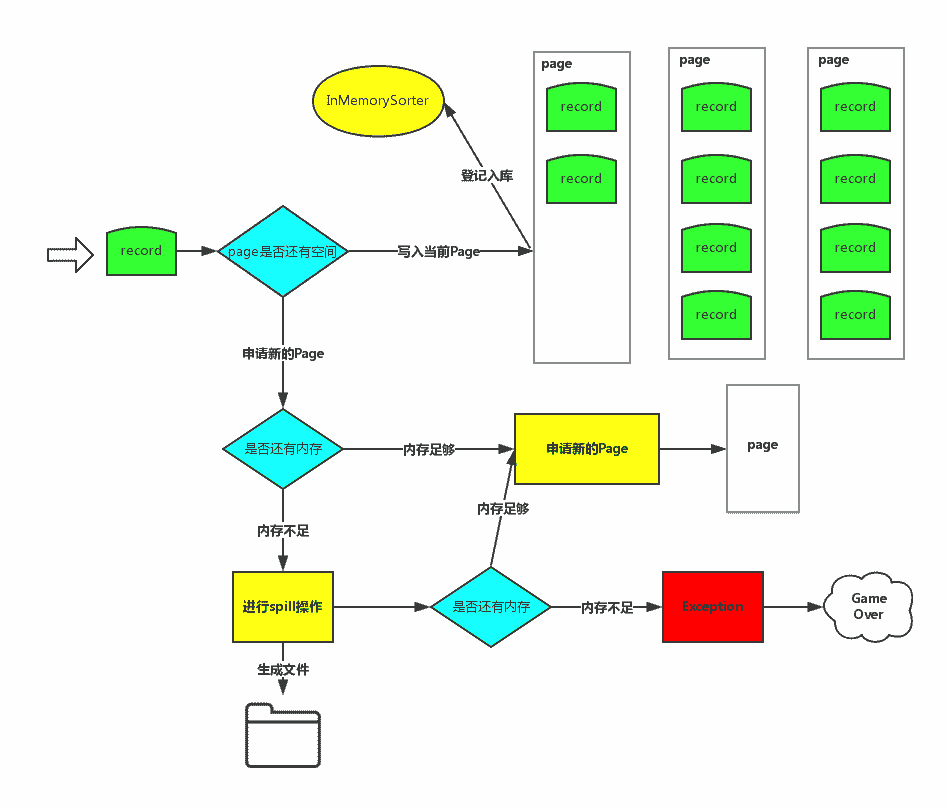 page
page
page
InMemorySorter
record
record
record
登记入库
record
record
record
record
page是否还有空间
写入当前Page
record
record
record
record
申请新的Page
是否还有内存
内存足够
申请新的Page
page
内存足够
内存不足
进行spill操作
是否还有内存
内存不足
Exception
Game
Over
生成文件